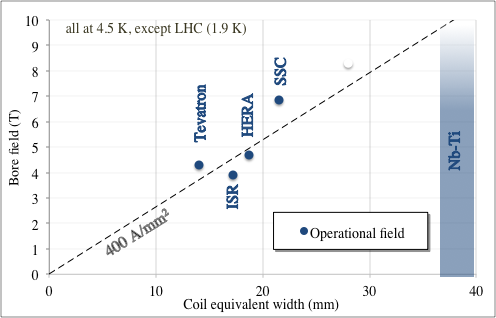 all at 4.5 K, except LHC (1.9 K)
10
9
8
7
6
5
4
3
2
1
0
Bore field (T)
Tevatron
HERA
SSC
ISR
400 A/mm²
Nb-Ti
Operational field
0
10
20
30
40
Coil equivalent width (mm)